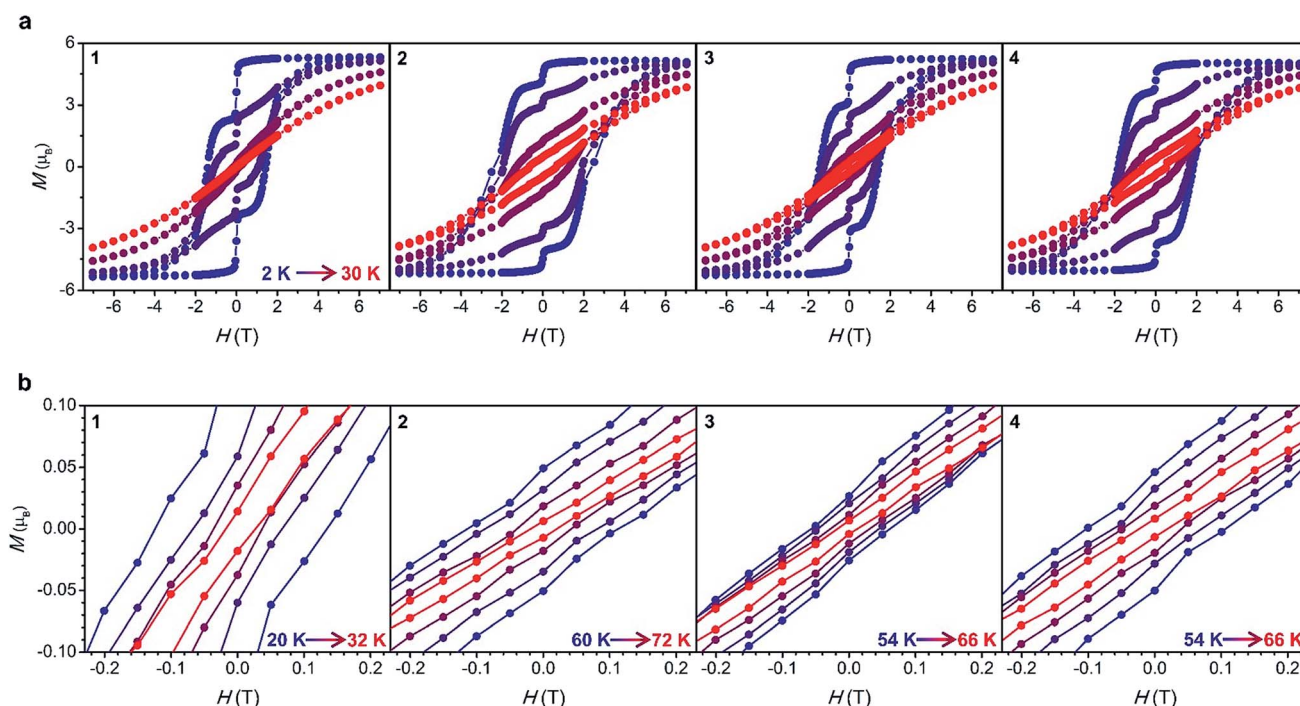 a
1 2 3 4
6
3
0
-3
-6
M (μB)
2 K → 30 K
-6 -4 -2 0 2 4 6 -6 -4 -2 0 2 4 6 -6 -4 -2 0 2 4 6 -6 -4 -2 0 2 4 6
H (T) H (T) H (T) H (T)
b
0.10
1 2 3 4
0.05
0.00
-0.05
-0.10
M (μB)
20 K → 32 K 60 K → 72 K 54 K → 66 K 54 K → 66 K
-0.2 -0.1 0.0 0.1 0.2 -0.2 -0.1 0.0 0.1 0.2 -0.2 -0.1 0.0 0.1 0.2 -0.2 -0.1 0.0 0.1 0.2
H (T) H (T) H (T) H (T)